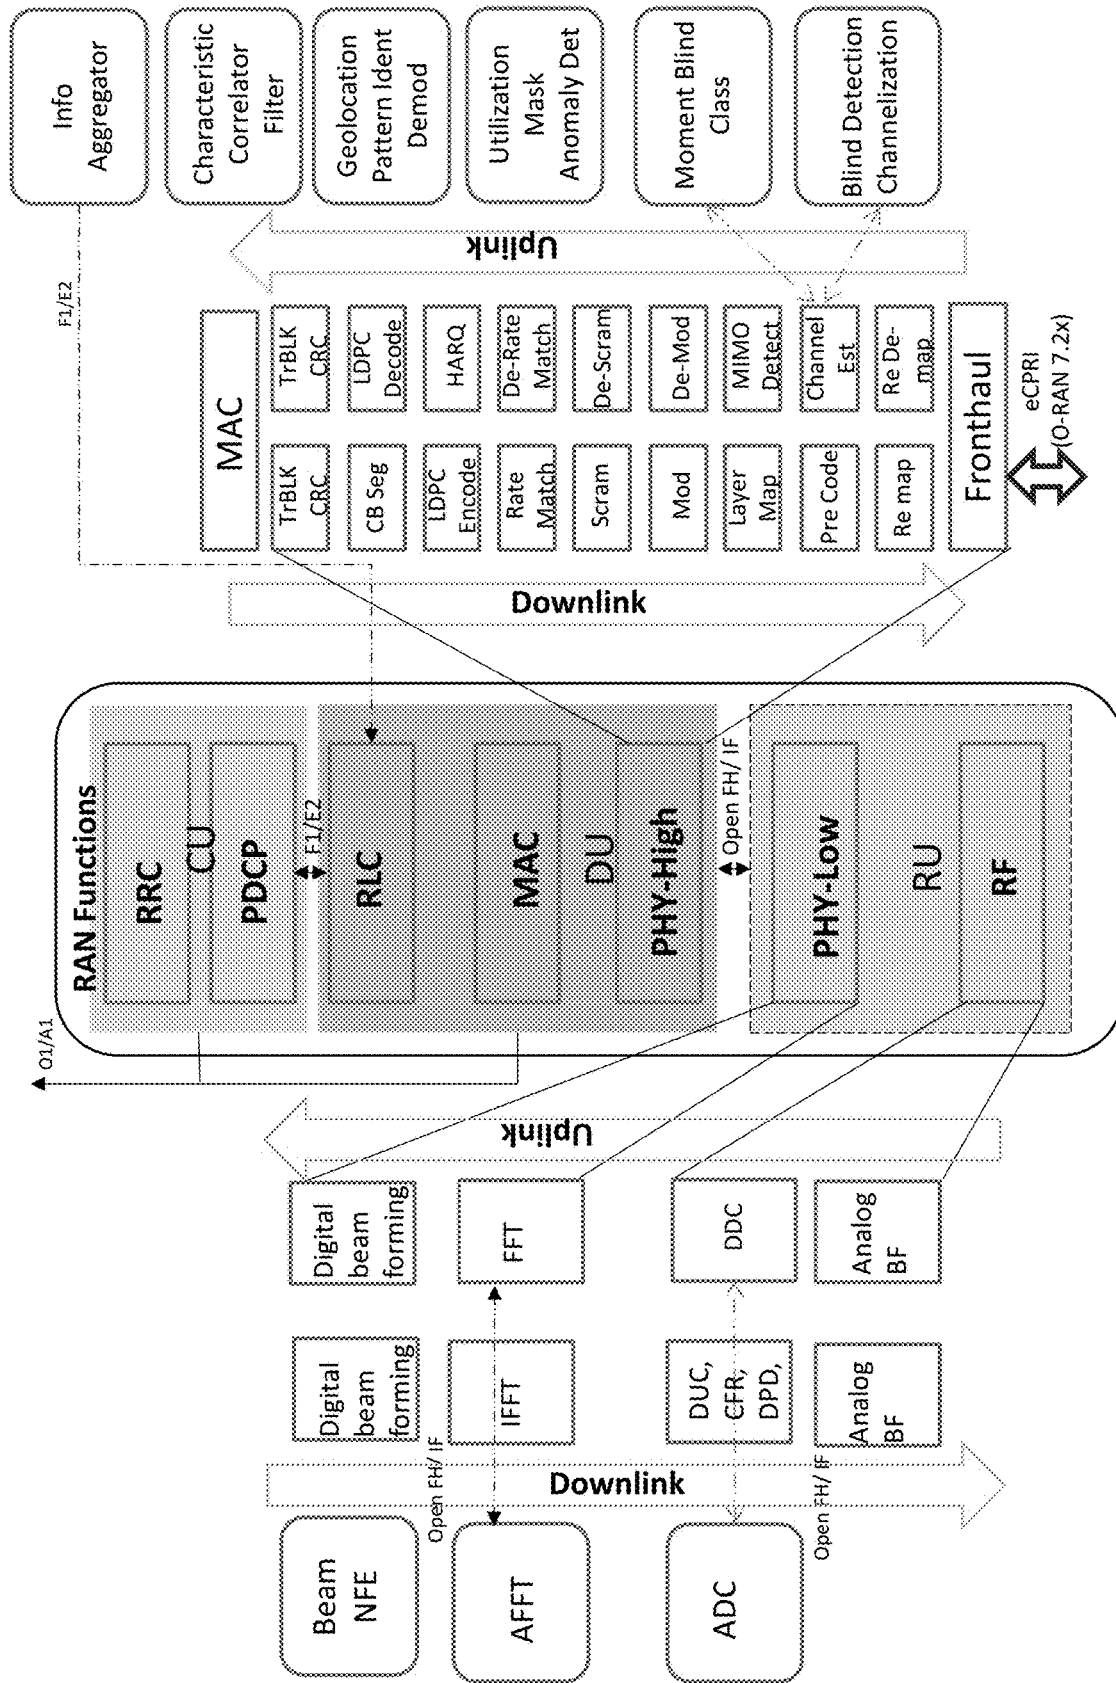 Info
Aggregator
Characteristic
Correlator
Filter
Geolocation
Pattern Ident
Demod
Utilization
Mask
Anomaly Det
Moment Blind
Class
Blind Detection
Channelization
F1/E2
Uplink
MAC
TrBLK
CRC
LDPC
Decode
HARQ
De-Rate
Match
De-Scram
De-Mod
MIMO
Detect
Channel
Est
Re De-
map
TrBLK
CRC
CB Seg
LDPC
Encode
Rate
Match
Scram
Mod
Layer
Map
Pre Code
Re map
Fronthaul
eCPRI
(O-RAN 7.2x)
Downlink
RAN Functions
RRC
CU
PDCP
F1/E2
RLC
MAC
DU
PHY-High
Open FH/ IF
PHY-Low
RU
RF
O1/A1
Uplink
Digital
beam
forming
FFT
DDC
Analog
BF
Digital
beam
forming
IFFT
DUC,
CFR,
DPD,
Analog
BF
Open FH/ IF
Downlink
Open FH/ IF
Beam
NFE
AFFT
ADC